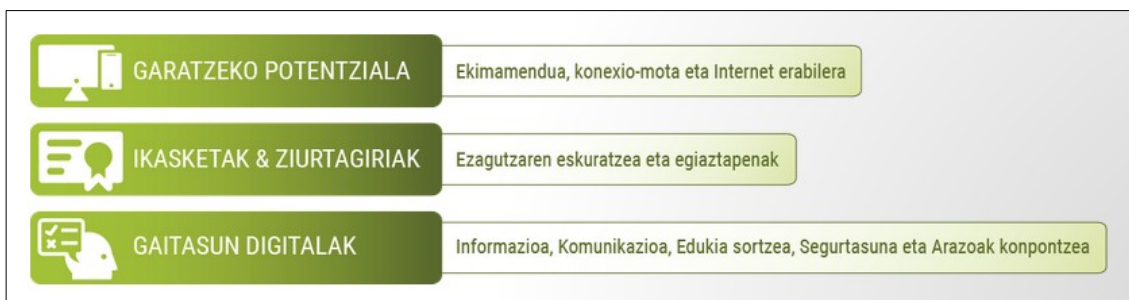 GARATZEKO POTENTZIALA
Ekimamendua, konexio-mota eta Internet erabilera
IKASKETAK & ZIURTAGIRIAK
Ezagutzaren eskuratzea eta egiaztapenak
GAITASUN DIGITALAK
Informazioa, Komunikazioa, Edukia sortzea, Segurtasuna eta Arazoak konpontzea